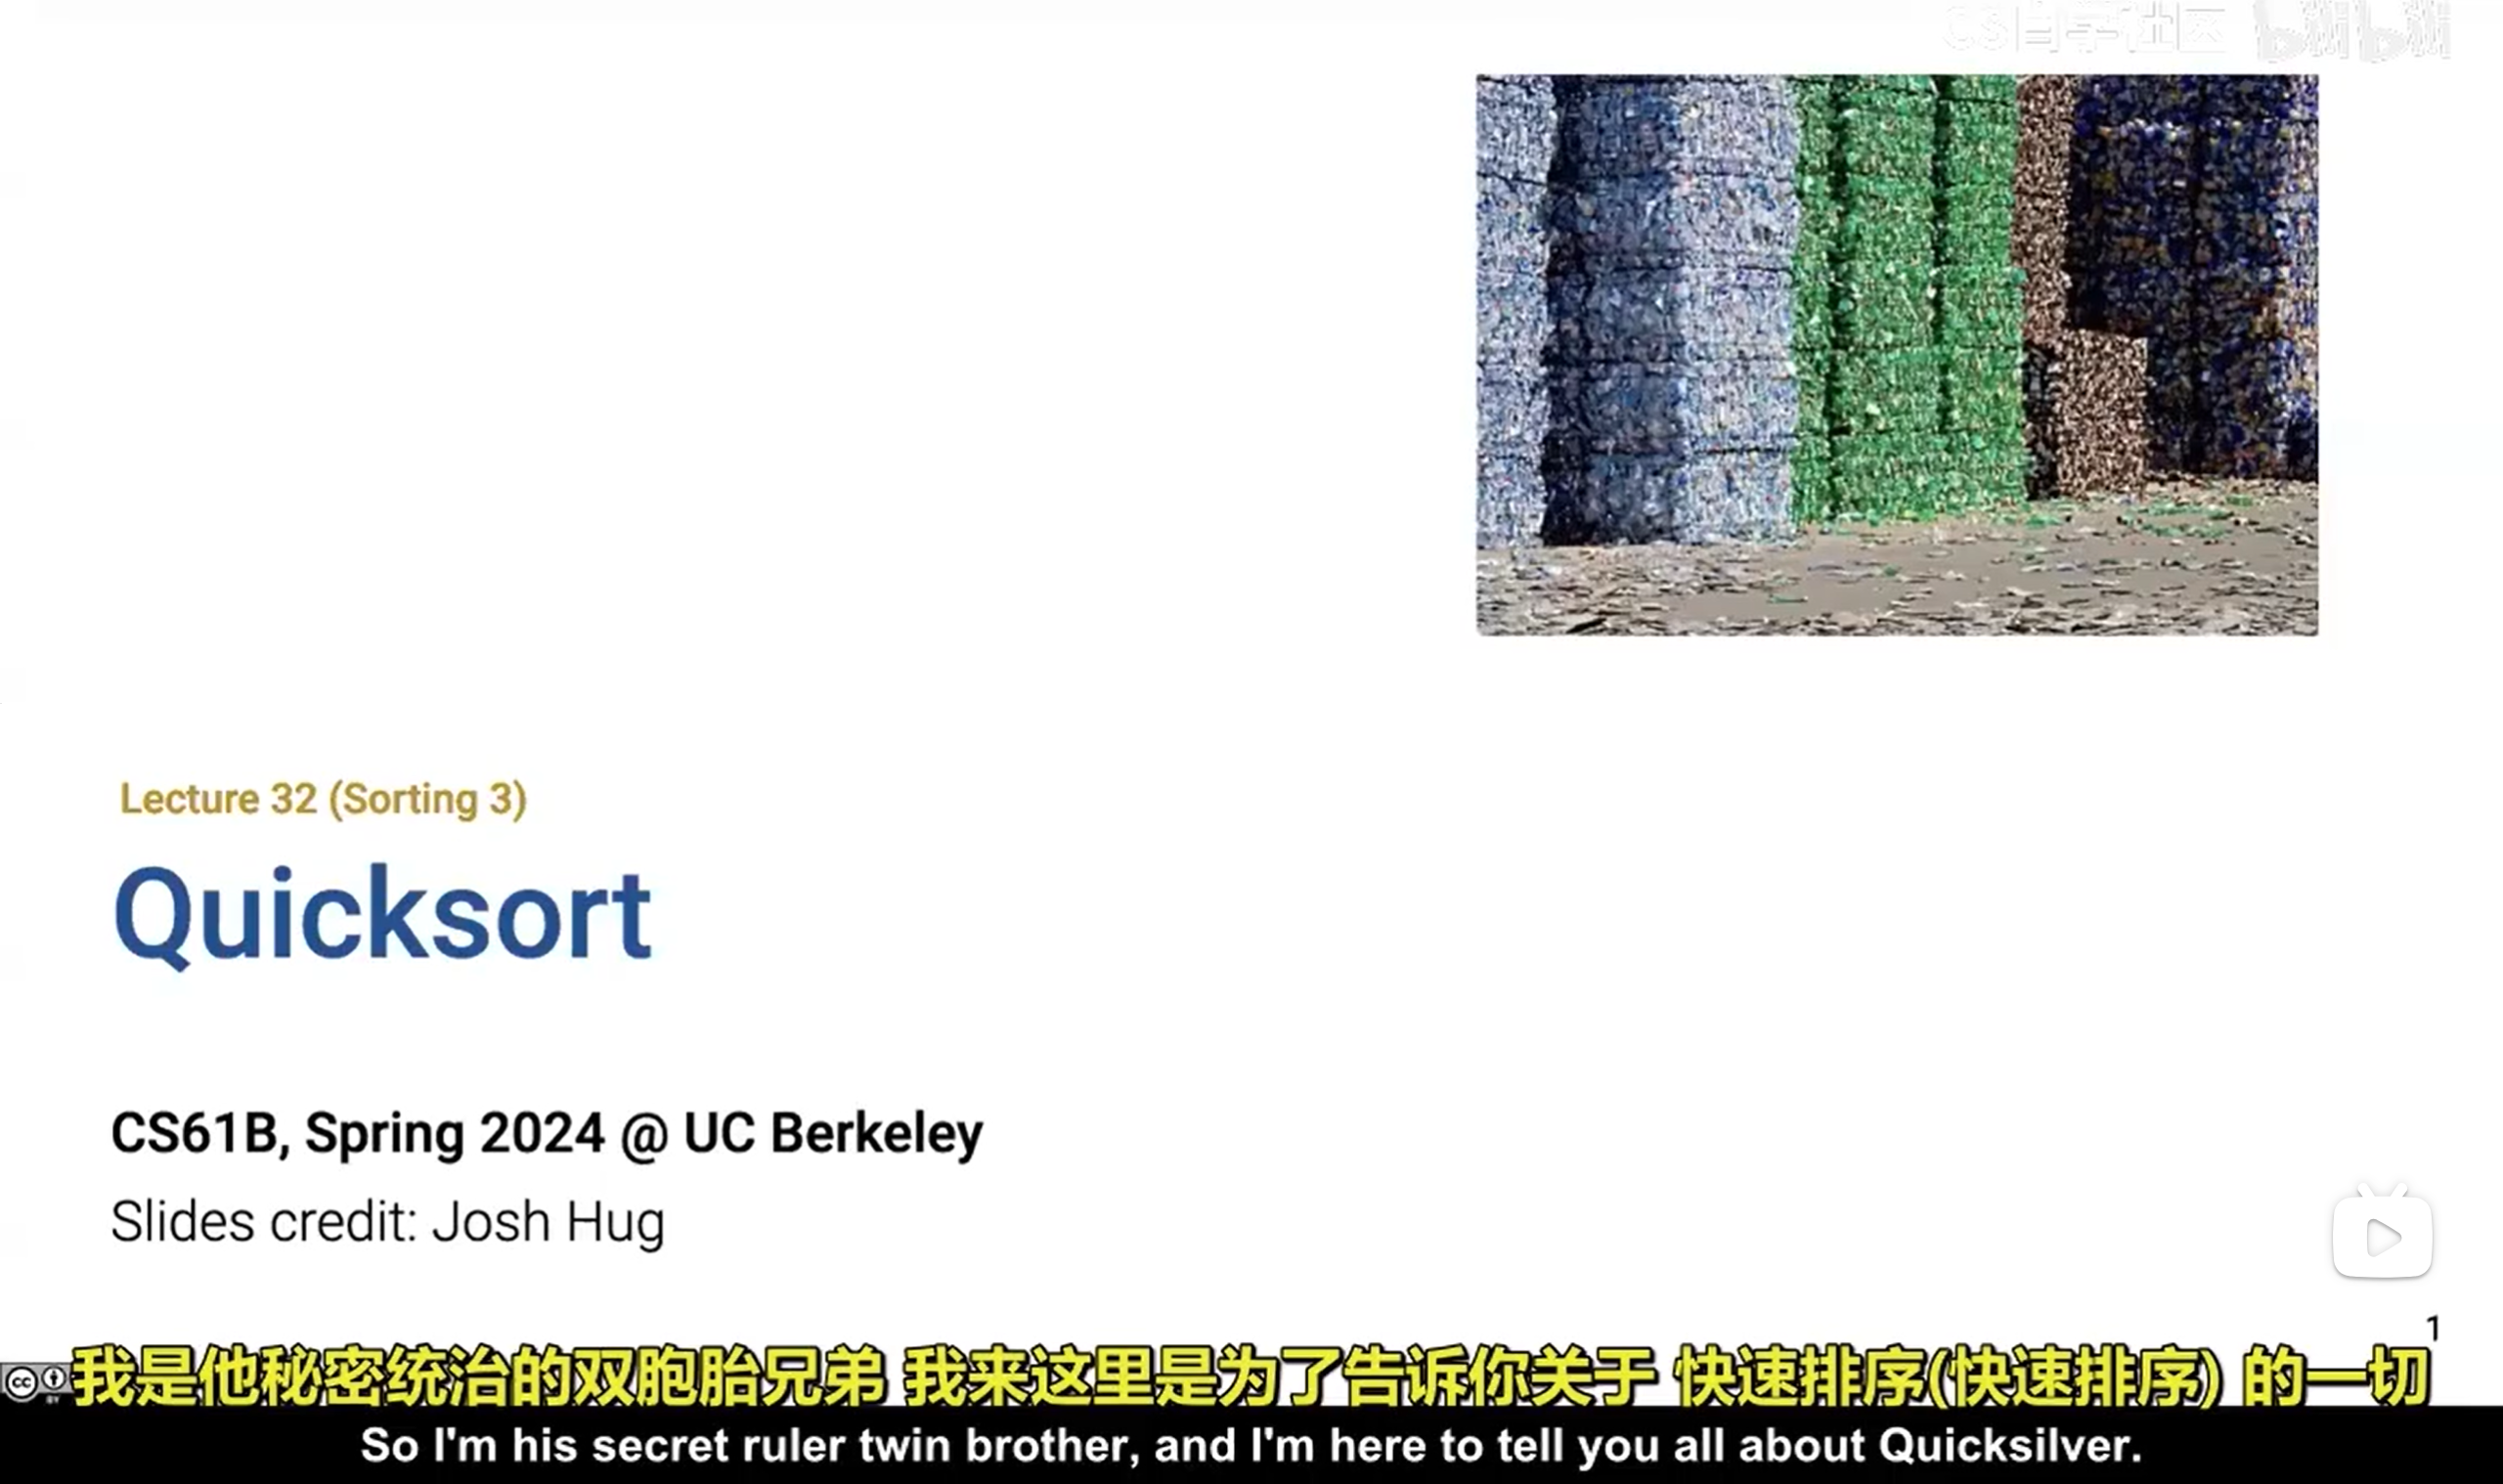 CS自学社区 bilibili
Lecture 32 (Sorting 3)
Quicksort
CS61B, Spring 2024 @ UC Berkeley
Slides credit: Josh Hug
1
我是他秘密统治的双胞胎兄弟 我来这里是为了告诉你关于 快速排序(快速排序) 的一切
cc BY
So I'm his secret ruler twin brother, and I'm here to tell you all about Quicksilver.